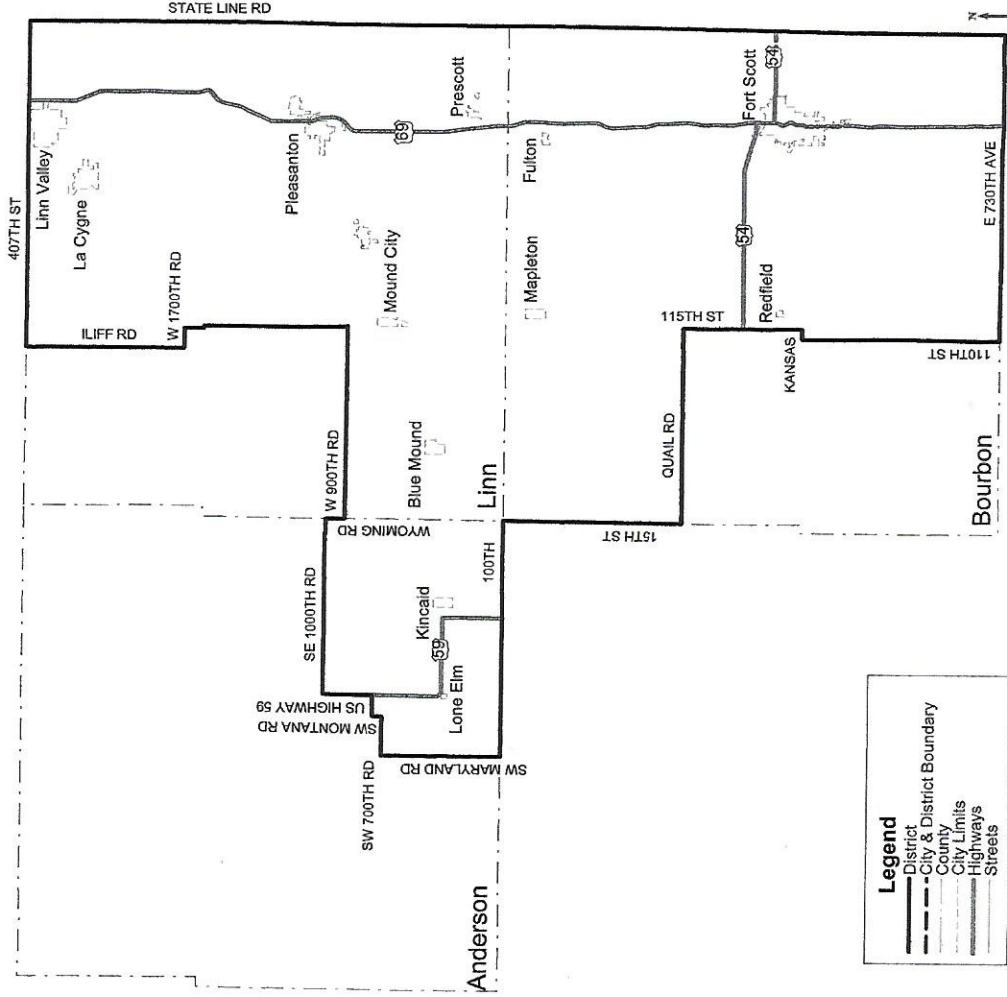 STATE LINE RD
407TH ST
Linn Valley
La Cygne
ILIFF RD
W 1700TH RD
Pleasanton
69
Prescott
Mound City
W 900TH RD
Blue Mound
Linn
WYOMING RD
SE 1000TH RD
US HIGHWAY 59
SW MONTANA RD
SW 700TH RD
SW MARYLAND RD
Kincaid
59
Lone Elm
100TH
Anderson
Fulton
Mapleton
Fort Scott
54
54
115TH ST
Redfield
KANSAS
110TH ST
QUAIL RD
15TH ST
Bourbon
E 730TH AVE
N
Legend
District
City & District Boundary
County
City Limits
Highways
Streets